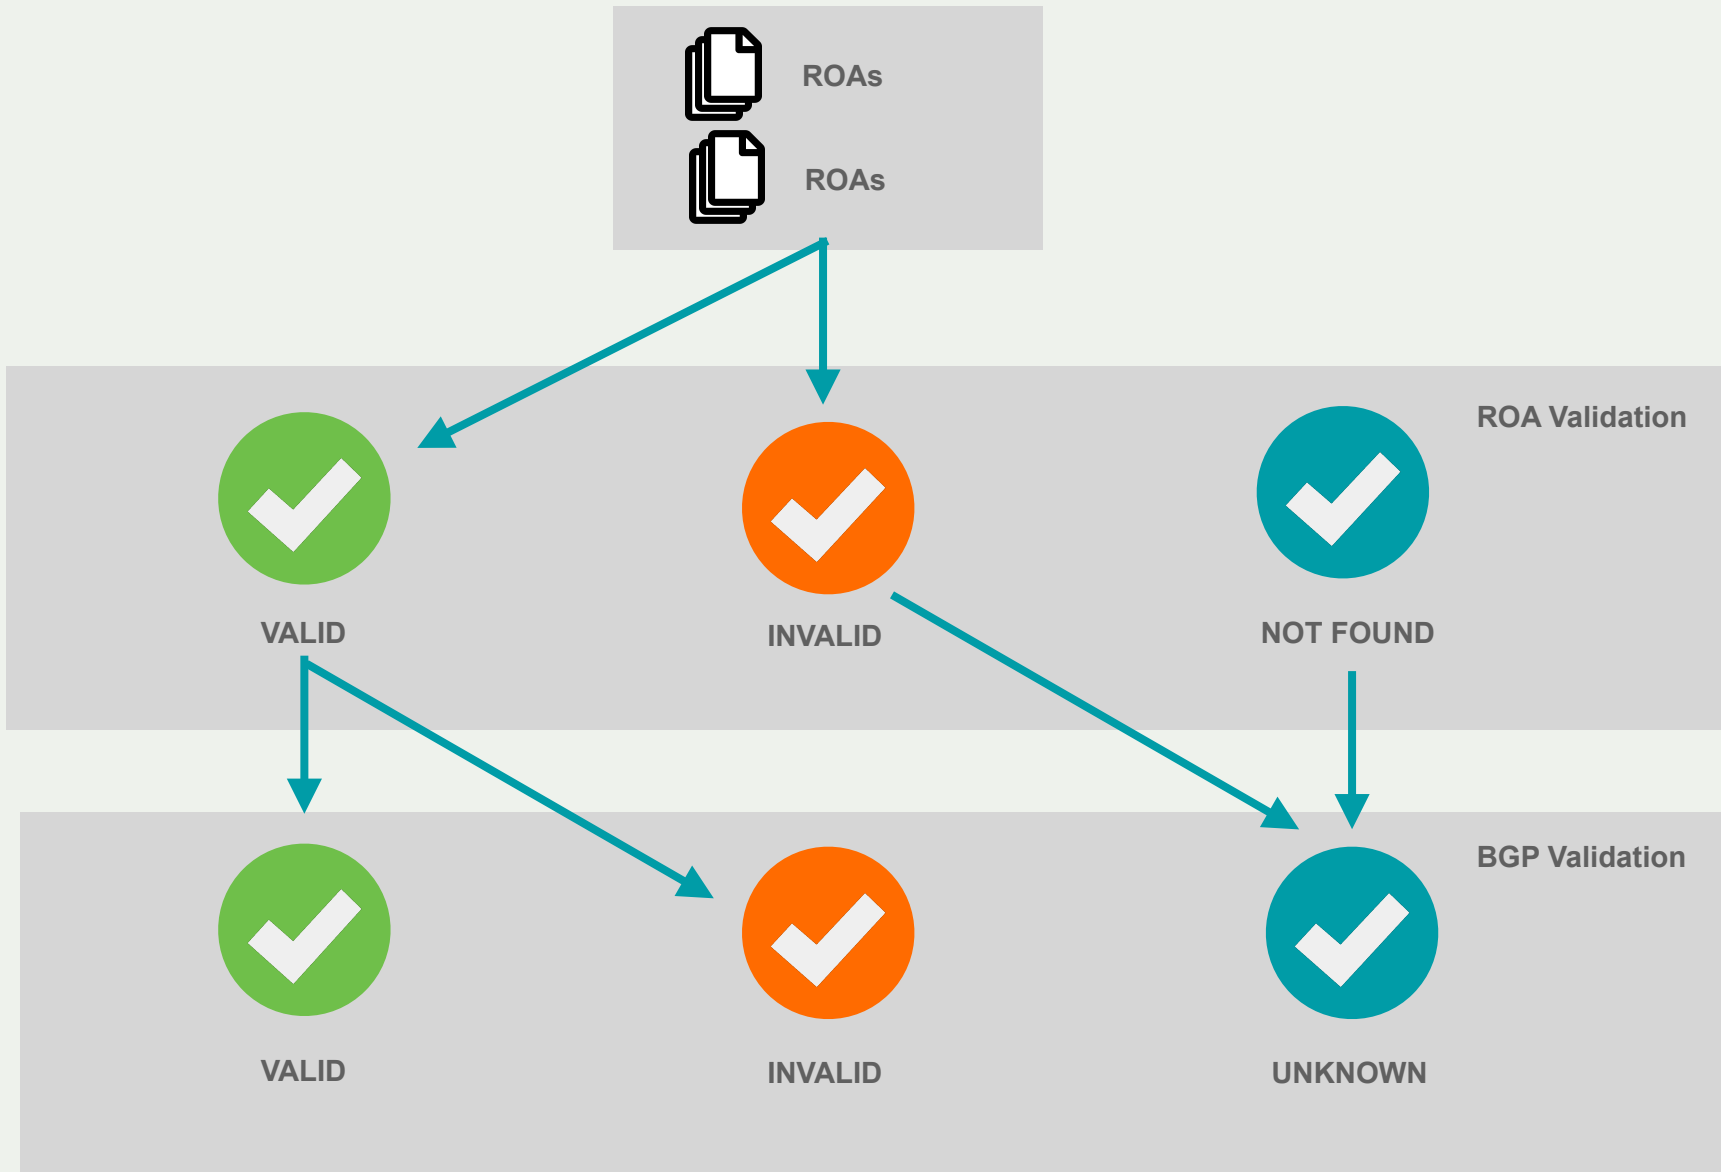 ROAs
ROAs
ROA Validation
VALID
INVALID
NOT FOUND
BGP Validation
VALID
INVALID
UNKNOWN